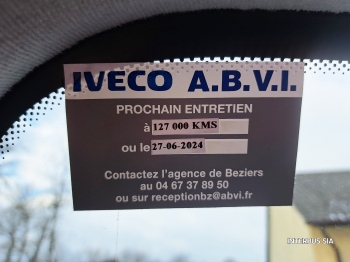 IVECO A.B.V.I.
PROCHAIN ENTRETIEN
à 127 000 KMS
ou le 27-06-2024
Contactez l'agence de Beziers
au 04 67 37 89 50
ou sur receptionbz@abvi.fr
INTERBUS SIA